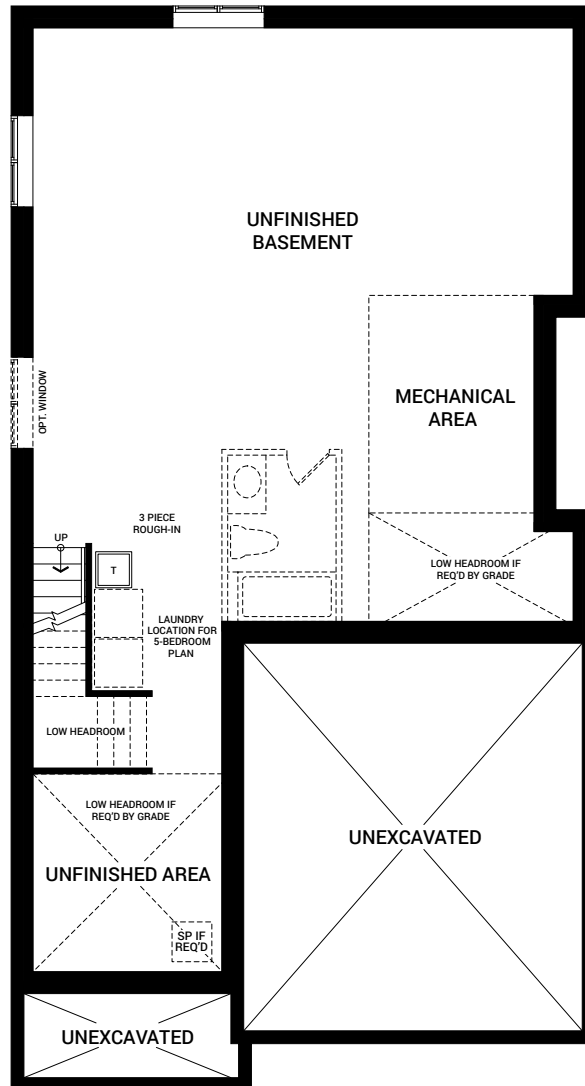 UNFINISHED
BASEMENT
OPT. WINDOW
MECHANICAL
AREA
3 PIECE
ROUGH-IN
UP
T
LOW HEADROOM IF
REQ'D BY GRADE
LAUNDRY
LOCATION FOR
5-BEDROOM
PLAN
LOW HEADROOM
LOW HEADROOM IF
REQ'D BY GRADE
UNFINISHED AREA
UNEXCAVATED
SP IF
REQ'D
UNEXCAVATED